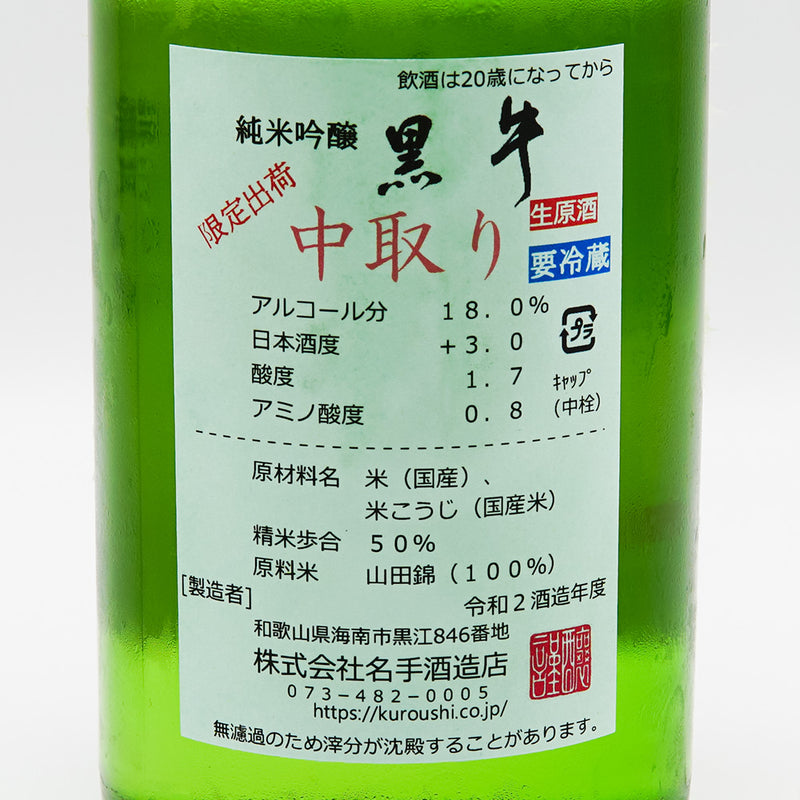 飲酒は20歳になってから
純米吟醸 黒牛
限定出荷
中取り
生原酒
要冷蔵
アルコール分 18.0%
日本酒度 +3.0
酸度 1.7
アミノ酸度 0.8
プラ
キャップ
(中栓)
原材料名 米（国産）、
米こうじ（国産米）
精米歩合 50%
原料米 山田錦（100%）
令和2酒造年度
[製造者]
和歌山県海南市黒江846番地
株式会社名手酒造店
073-482-0005
https://kuroushi.co.jp/
謹醸
無濾過のため滓分が沈殿することがあります。